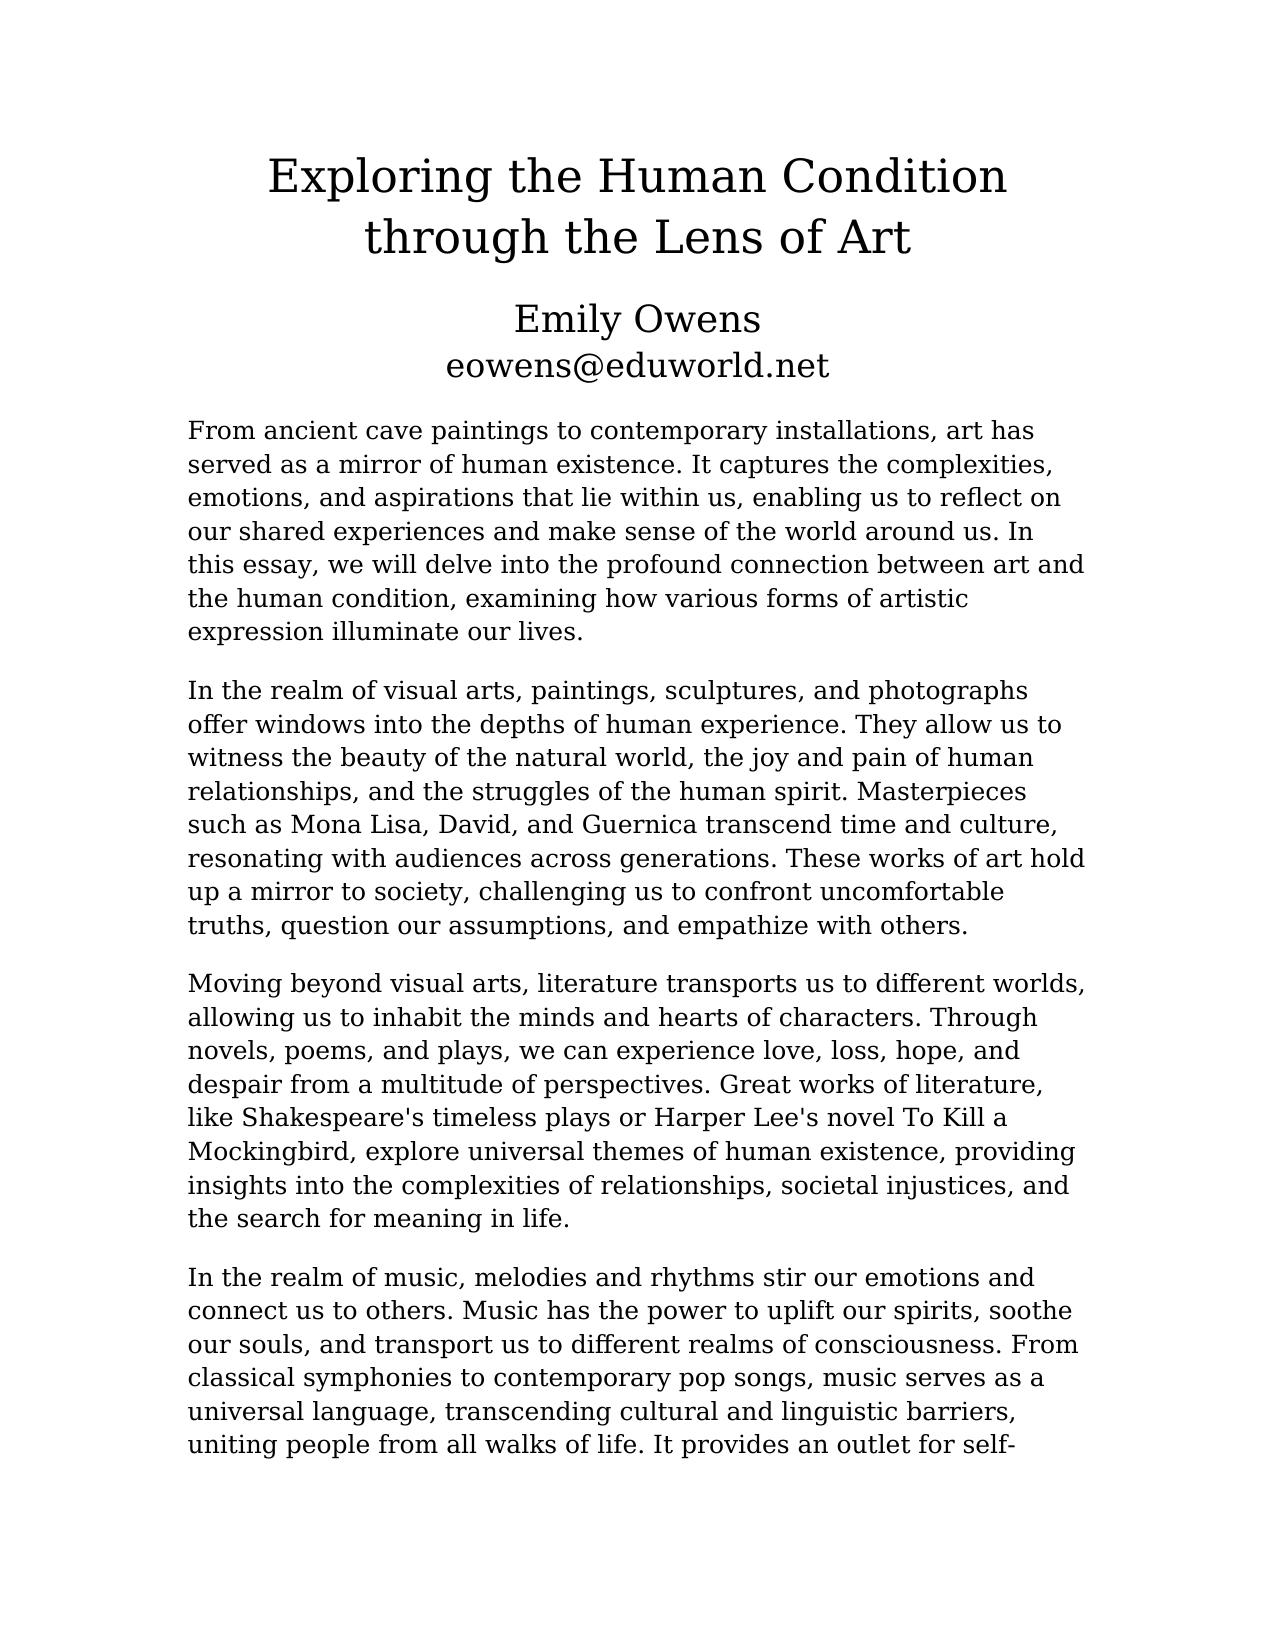 Exploring the Human Condition
through the Lens of Art
Emily Owens
eowens@eduworld.net
From ancient cave paintings to contemporary installations, art has
served as a mirror of human existence. It captures the complexities,
emotions, and aspirations that lie within us, enabling us to reflect on
our shared experiences and make sense of the world around us. In
this essay, we will delve into the profound connection between art and
the human condition, examining how various forms of artistic
expression illuminate our lives.
In the realm of visual arts, paintings, sculptures, and photographs
offer windows into the depths of human experience. They allow us to
witness the beauty of the natural world, the joy and pain of human
relationships, and the struggles of the human spirit. Masterpieces
such as Mona Lisa, David, and Guernica transcend time and culture,
resonating with audiences across generations. These works of art hold
up a mirror to society, challenging us to confront uncomfortable
truths, question our assumptions, and empathize with others.
Moving beyond visual arts, literature transports us to different worlds,
allowing us to inhabit the minds and hearts of characters. Through
novels, poems, and plays, we can experience love, loss, hope, and
despair from a multitude of perspectives. Great works of literature,
like Shakespeare's timeless plays or Harper Lee's novel To Kill a
Mockingbird, explore universal themes of human existence, providing
insights into the complexities of relationships, societal injustices, and
the search for meaning in life.
In the realm of music, melodies and rhythms stir our emotions and
connect us to others. Music has the power to uplift our spirits, soothe
our souls, and transport us to different realms of consciousness. From
classical symphonies to contemporary pop songs, music serves as a
universal language, transcending cultural and linguistic barriers,
uniting people from all walks of life. It provides an outlet for self-